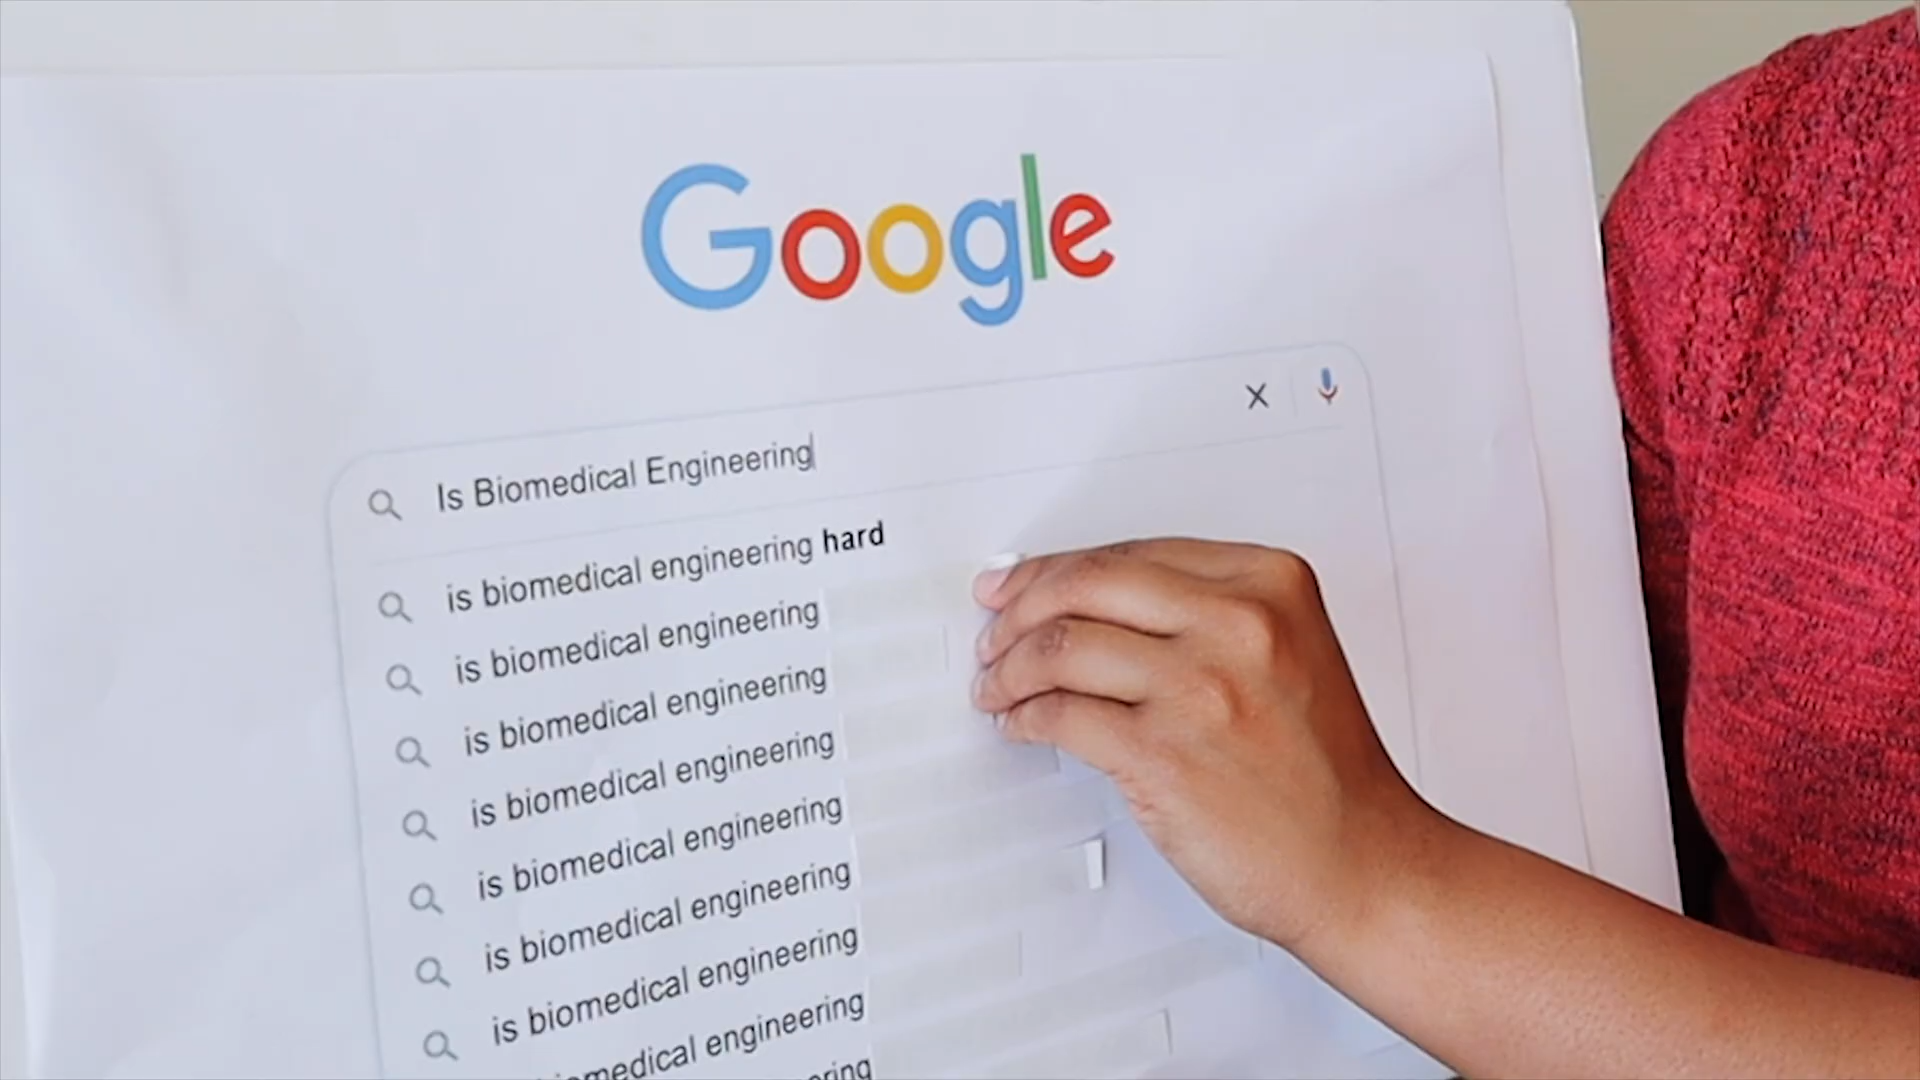 Google
Is Biomedical Engineering
is biomedical engineering hard
is biomedical engineering
is biomedical engineering
is biomedical engineering
is biomedical engineering
is biomedical engineering
is biomedical engineering
engineering